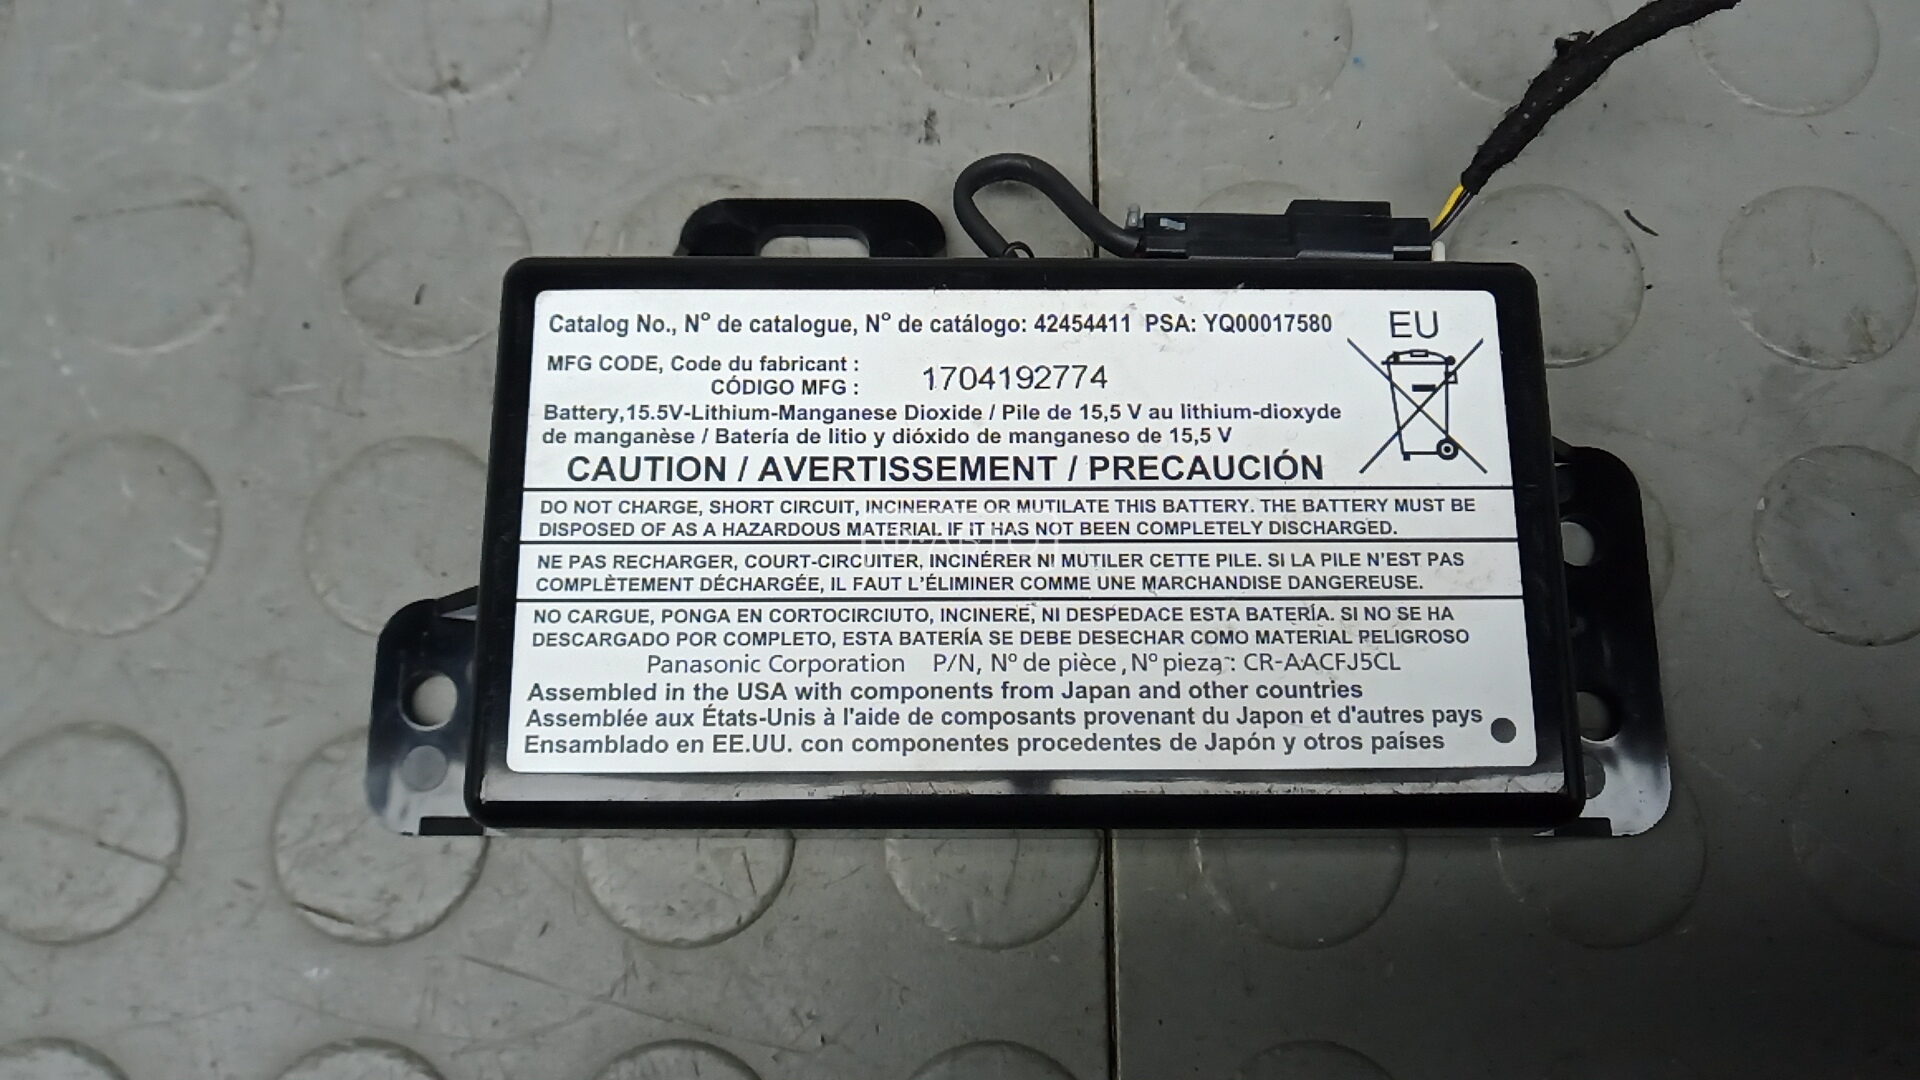 Catalog No., Nº de catalogue, Nº de catálogo: 42454411 PSA: YQ00017580
EU
MFG CODE, Code du fabricant :
CÓDIGO MFG : 1704192774
Battery,15.5V-Lithium-Manganese Dioxide / Pile de 15,5 V au lithium-dioxyde
de manganèse / Batería de litio y dióxido de manganeso de 15,5 V
CAUTION / AVERTISSEMENT / PRECAUCIÓN
DO NOT CHARGE, SHORT CIRCUIT, INCINERATE OR MUTILATE THIS BATTERY. THE BATTERY MUST BE
DISPOSED OF AS A HAZARDOUS MATERIAL IF IT HAS NOT BEEN COMPLETELY DISCHARGED.
NE PAS RECHARGER, COURT-CIRCUITER, INCINÉRER NI MUTILER CETTE PILE. SI LA PILE N'EST PAS
COMPLÈTEMENT DÉCHARGÉE, IL FAUT L'ÉLIMINER COMME UNE MARCHANDISE DANGEREUSE.
NO CARGUE, PONGA EN CORTOCIRCIUTO, INCINERE, NI DESPEDACE ESTA BATERÍA. SI NO SE HA
DESCARGADO POR COMPLETO, ESTA BATERÍA SE DEBE DESECHAR COMO MATERIAL PELIGROSO
Panasonic Corporation P/N, Nº de pièce, Nº pieza: CR-AACFJ5CL
Assembled in the USA with components from Japan and other countries
Assemblée aux États-Unis à l'aide de composants provenant du Japon et d'autres pays
Ensamblado en EE.UU. con componentes procedentes de Japón y otros países